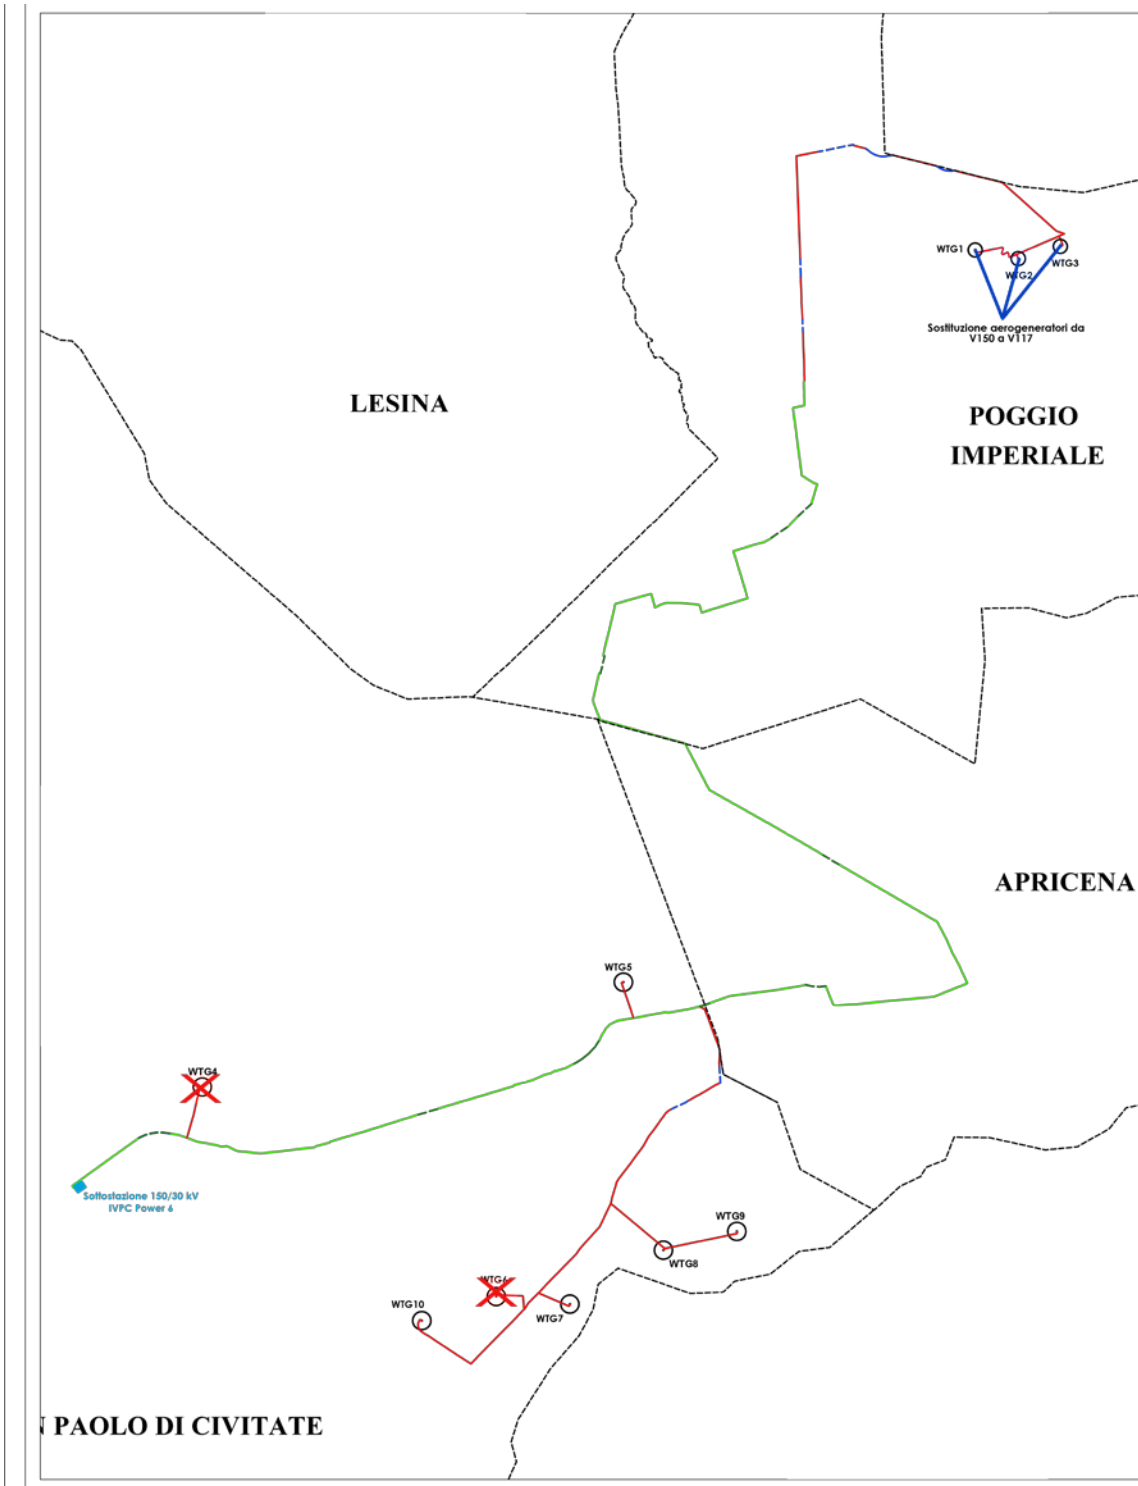 WTG1
WTG2
WTG3
Sostituzione aerogeneratori da
V150 a V117
LESINA
POGGIO
IMPERIALE
APRICENA
WTG5
WTG4
Sottostazione 150/30 kV
IVPC Power 6
WTG9
WTG8
WTG7
WTG10
PAOLO DI CIVITATE